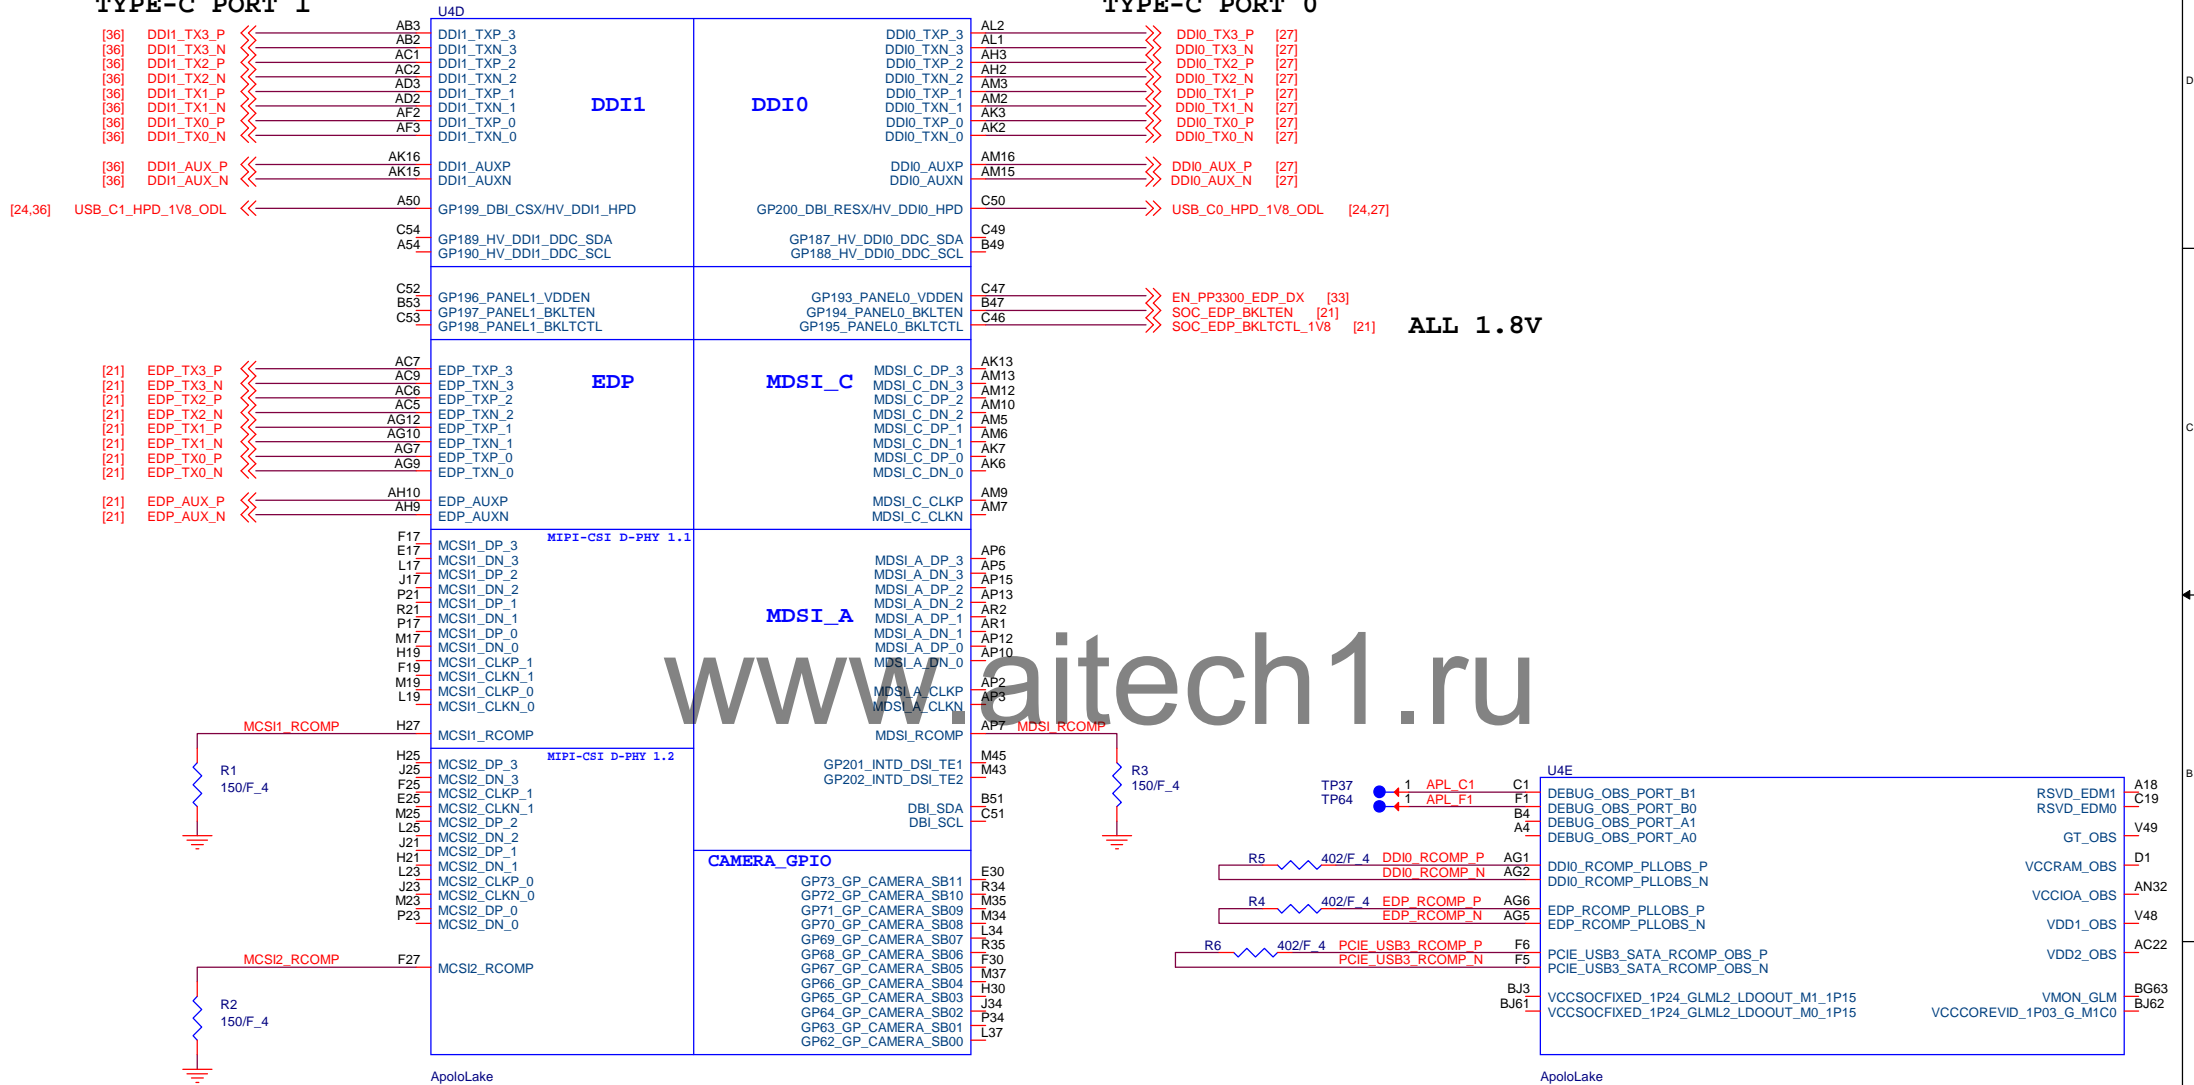 TYPE-C PORT 1
TYPE-C PORT 0
U4D
[36] DDI1_TX3_P AB3 DDI1_TXP_3
[36] DDI1_TX3_N AB2 DDI1_TXN_3
[36] DDI1_TX2_P AC1 DDI1_TXP_2
[36] DDI1_TX2_N AC2 DDI1_TXN_2
[36] DDI1_TX1_P AD3 DDI1_TXP_1
[36] DDI1_TX1_N AD2 DDI1_TXN_1
[36] DDI1_TX0_P AF2 DDI1_TXP_0
[36] DDI1_TX0_N AF3 DDI1_TXN_0
DDI1
[36] DDI1_AUX_P AK16 DDI1_AUXP
[36] DDI1_AUX_N AK15 DDI1_AUXN
[24,36] USB_C1_HPD_1V8_ODL A50 GP199_DBI_CSX/HV_DDI1_HPD
C54 GP189_HV_DDI1_DDC_SDA
A54 GP190_HV_DDI1_DDC_SCL
C52 GP196_PANEL1_VDDEN
B53 GP197_PANEL1_BKLTEN
C53 GP198_PANEL1_BKLTCTL
[21] EDP_TX3_P AC7 EDP_TXP_3
[21] EDP_TX3_N AC9 EDP_TXN_3
[21] EDP_TX2_P AC6 EDP_TXP_2
[21] EDP_TX2_N AC5 EDP_TXN_2
[21] EDP_TX1_P AG12 EDP_TXP_1
[21] EDP_TX1_N AG10 EDP_TXN_1
[21] EDP_TX0_P AG7 EDP_TXP_0
[21] EDP_TX0_N AG9 EDP_TXN_0
EDP
[21] EDP_AUX_P AH10 EDP_AUXP
[21] EDP_AUX_N AH9 EDP_AUXN
MIPI-CSI D-PHY 1.1
F17 MCSI1_DP_3
E17 MCSI1_DN_3
L17 MCSI1_DP_2
J17 MCSI1_DN_2
P21 MCSI1_DP_1
R21 MCSI1_DN_1
P17 MCSI1_DP_0
M17 MCSI1_DN_0
H19 MCSI1_CLKP_1
F19 MCSI1_CLKN_1
M19 MCSI1_CLKP_0
L19 MCSI1_CLKN_0
MCSI1_RCOMP H27 MCSI1_RCOMP
R1
150/F_4
MIPI-CSI D-PHY 1.2
H25 MCSI2_DP_3
J25 MCSI2_DN_3
F25 MCSI2_CLKP_1
E25 MCSI2_CLKN_1
M25 MCSI2_DP_2
L25 MCSI2_DN_2
J21 MCSI2_DP_1
H21 MCSI2_DN_1
L23 MCSI2_CLKP_0
J23 MCSI2_CLKN_0
M23 MCSI2_DP_0
P23 MCSI2_DN_0
MCSI2_RCOMP F27 MCSI2_RCOMP
R2
150/F_4
ApoloLake
DDI0
DDI0_TXP_3 AL2 DDI0_TX3_P [27]
DDI0_TXN_3 AL1 DDI0_TX3_N [27]
DDI0_TXP_2 AH3 DDI0_TX2_P [27]
DDI0_TXN_2 AH2 DDI0_TX2_N [27]
DDI0_TXP_1 AM3 DDI0_TX1_P [27]
DDI0_TXN_1 AM2 DDI0_TX1_N [27]
DDI0_TXP_0 AK3 DDI0_TX0_P [27]
DDI0_TXN_0 AK2 DDI0_TX0_N [27]
DDI0_AUXP AM16 DDI0_AUX_P [27]
DDI0_AUXN AM15 DDI0_AUX_N [27]
GP200_DBI_RESX/HV_DDI0_HPD C50 USB_C0_HPD_1V8_ODL [24,27]
GP187_HV_DDI0_DDC_SDA C49
GP188_HV_DDI0_DDC_SCL B49
GP193_PANEL0_VDDEN C47 EN_PP3300_EDP_DX [33]
GP194_PANEL0_BKLTEN B47 SOC_EDP_BKLTEN [21]
GP195_PANEL0_BKLTCTL C46 SOC_EDP_BKLTCTL_1V8 [21]
ALL 1.8V
MDSI_C
MDSI_C_DP_3 AK13
MDSI_C_DN_3 AM13
MDSI_C_DP_2 AM12
MDSI_C_DN_2 AM10
MDSI_C_DP_1 AM5
MDSI_C_DN_1 AM6
MDSI_C_DP_0 AK7
MDSI_C_DN_0 AK6
MDSI_C_CLKP AM9
MDSI_C_CLKN AM7
MDSI_A
MDSI_A_DP_3 AP6
MDSI_A_DN_3 AP5
MDSI_A_DP_2 AP15
MDSI_A_DN_2 AP13
MDSI_A_DP_1 AR2
MDSI_A_DN_1 AR1
MDSI_A_DP_0 AP12
MDSI_A_DN_0 AP10
MDSI_A_CLKP AP2
MDSI_A_CLKN AP3
MDSI_RCOMP AP7 MDSI_RCOMP
R3
150/F_4
GP201_INTD_DSI_TE1 M45
GP202_INTD_DSI_TE2 M43
DBI_SDA B51
DBI_SCL C51
CAMERA_GPIO
GP73_GP_CAMERA_SB11 E30
GP72_GP_CAMERA_SB10 R34
GP71_GP_CAMERA_SB09 M35
GP70_GP_CAMERA_SB08 M34
GP69_GP_CAMERA_SB07 L34
GP68_GP_CAMERA_SB06 R35
GP67_GP_CAMERA_SB05 F30
GP66_GP_CAMERA_SB04 M37
GP65_GP_CAMERA_SB03 H30
GP64_GP_CAMERA_SB02 J34
GP63_GP_CAMERA_SB01 P34
GP62_GP_CAMERA_SB00 L37
www.aitech1.ru
U4E
TP37 1 APL_C1 C1 DEBUG_OBS_PORT_B1
TP64 1 APL_F1 F1 DEBUG_OBS_PORT_B0
B4 DEBUG_OBS_PORT_A1
A4 DEBUG_OBS_PORT_A0
R5 402/F_4 DDI0_RCOMP_P AG1 DDI0_RCOMP_PLLOBS_P
DDI0_RCOMP_N AG2 DDI0_RCOMP_PLLOBS_N
R4 402/F_4 EDP_RCOMP_P AG6 EDP_RCOMP_PLLOBS_P
EDP_RCOMP_N AG5 EDP_RCOMP_PLLOBS_N
R6 402/F_4 PCIE_USB3_RCOMP_P F6 PCIE_USB3_SATA_RCOMP_OBS_P
PCIE_USB3_RCOMP_N F5 PCIE_USB3_SATA_RCOMP_OBS_N
BJ3 VCCSOCFIXED_1P24_GLML2_LDOOUT_M1_1P15
BJ61 VCCSOCFIXED_1P24_GLML2_LDOOUT_M0_1P15
RSVD_EDM1 A18
RSVD_EDM0 C19
GT_OBS V49
VCCRAM_OBS D1
VCCIOA_OBS AN32
VDD1_OBS V48
VDD2_OBS AC22
VMON_GLM BG63
VCCCOREVID_1P03_G_M1C0 BJ62
ApoloLake
D
C
B